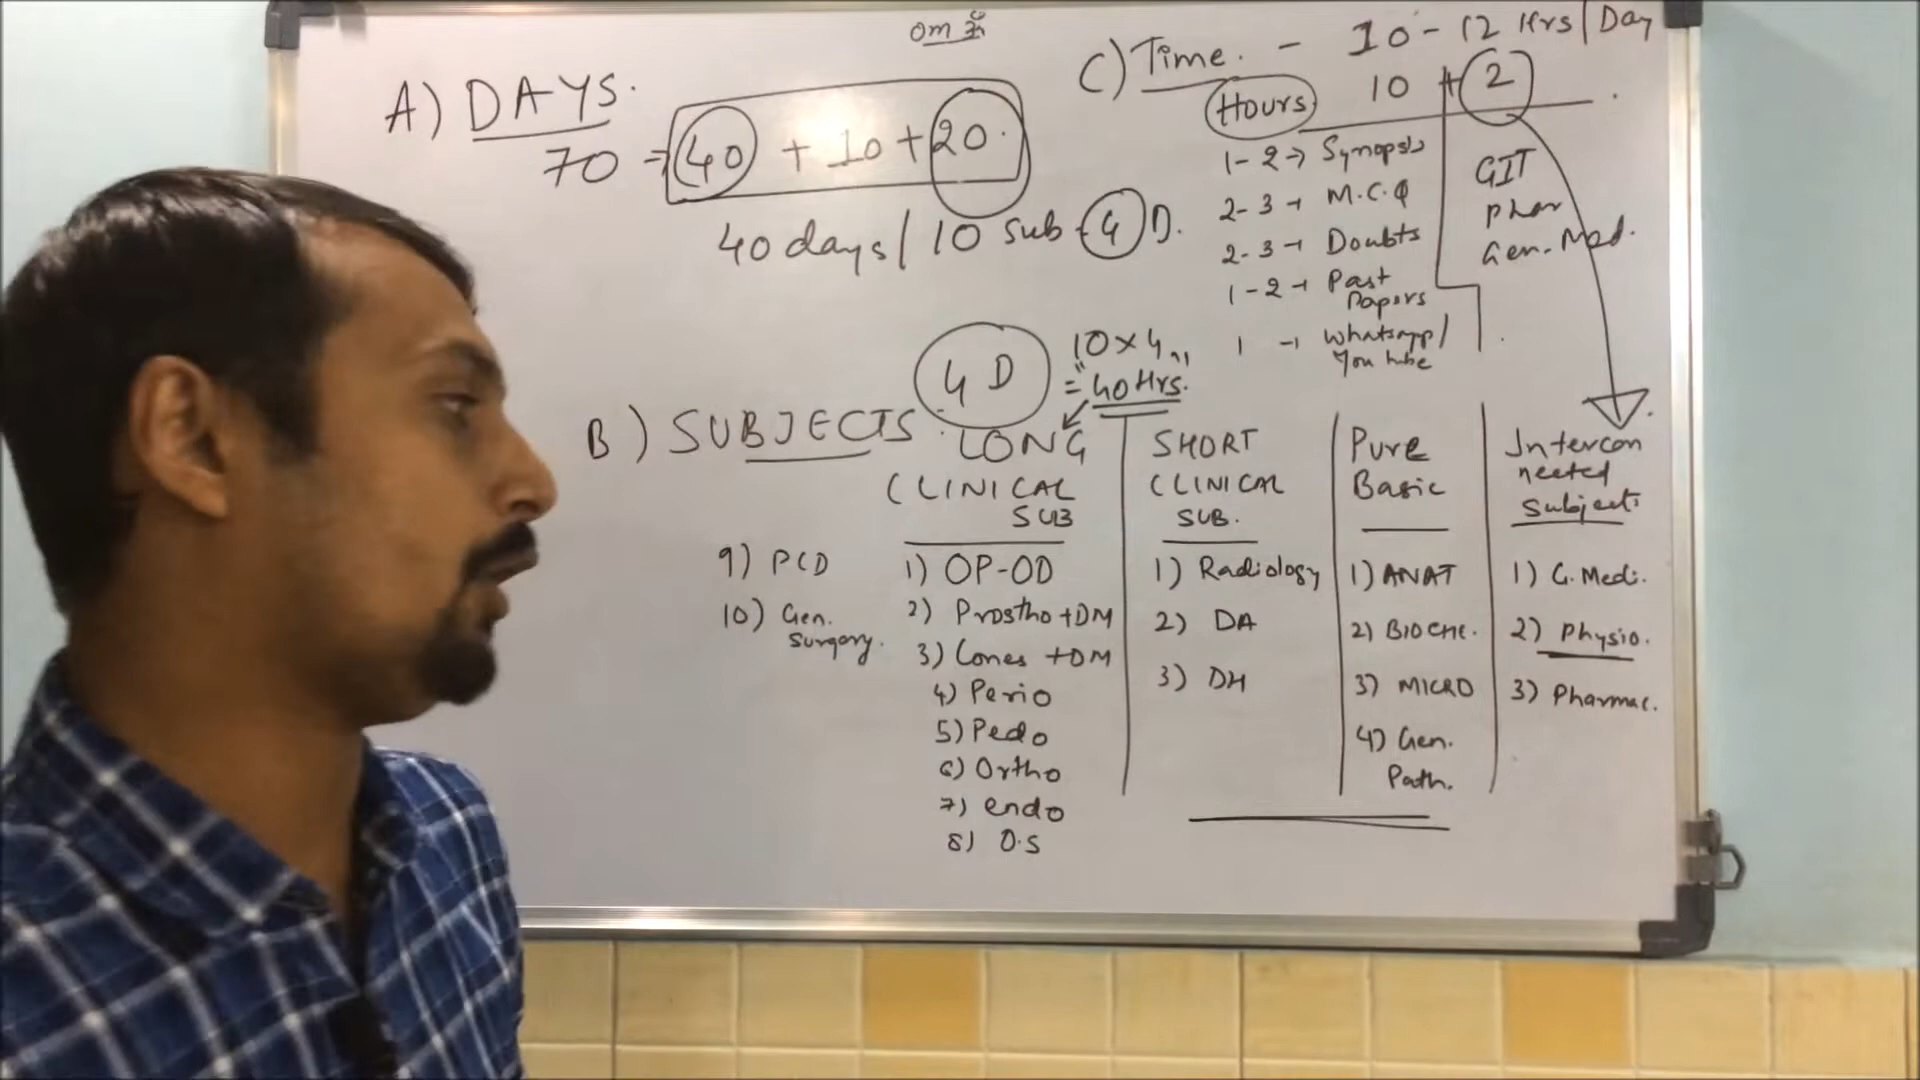 om ॐ
A) DAYS.
70 = 40 + 10 + 20.
40 days / 10 Sub - 4 D.
C) Time. - 10 - 12 Hrs / Day
Hours 10 + 2
1 - 2 → Synopsis
2 - 3 → M.C.Q
2 - 3 → Doubts
1 - 2 → Past
Papers
1 → Whatsapp /
You tube
GIT
Phar
Gen. Med.
4 D
10 x 4
= 40 Hrs.
B) SUBJECTS.
LONG
CLINICAL
SUB
1) OP-OD
2) Prostho + DM
3) Cones + DM
4) Perio
5) Pedo
6) Ortho
7) endo
8) O.S
9) PCD
10) Gen.
Surgery.
SHORT
CLINICAL
SUB.
1) Radiology
2) DA
3) DH
Pure
Basic
1) ANAT
2) BIOCHE.
3) MICRO
4) Gen.
Path.
Intercon
nected
Subjects
1) G. Medi.
2) Physio.
3) Pharmac.